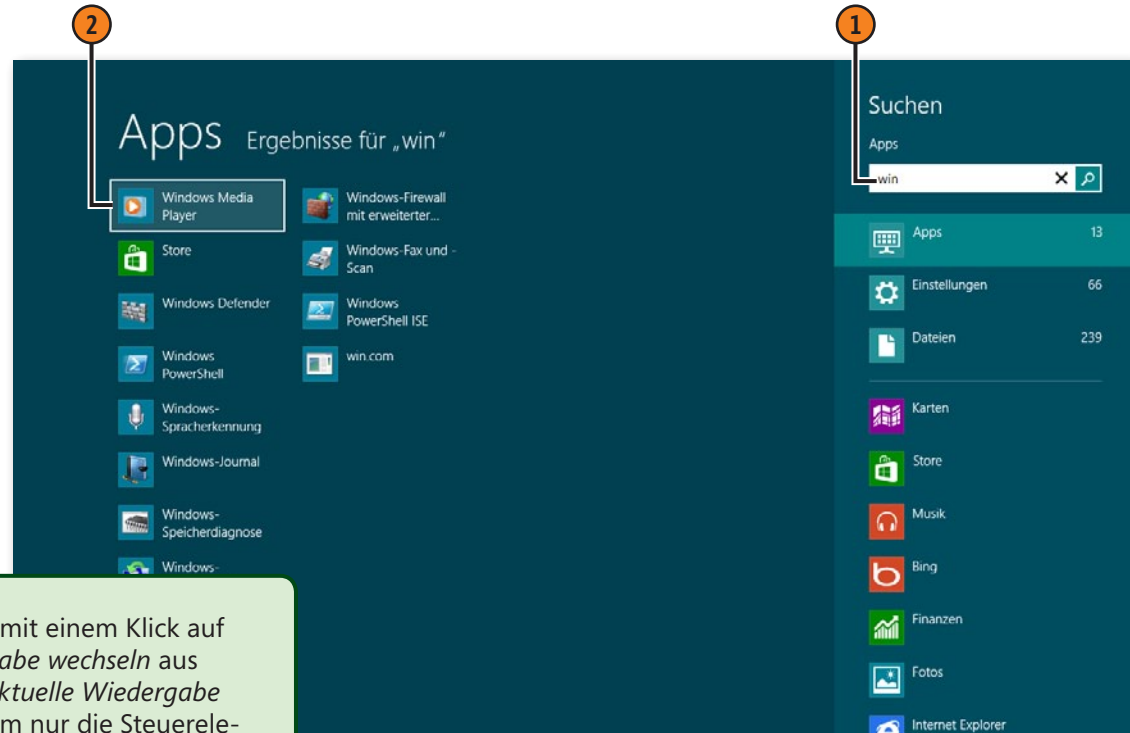 2
1
Apps Ergebnisse für „win“
Windows Media
Player
Store
Windows Defender
Windows
PowerShell
Windows-
Spracherkennung
Windows-Journal
Windows-
Speicherdiagnose
Windows-
Windows-Firewall
mit erweiterter...
Windows-Fax und -
Scan
Windows
PowerShell ISE
win.com
Suchen
Apps
win
Apps 13
Einstellungen 66
Dateien 239
Karten
Store
Musik
Bing
Finanzen
Fotos
Internet Explorer
mit einem Klick auf
abe wechseln aus
ktuelle Wiedergabe
m nur die Steuerele-